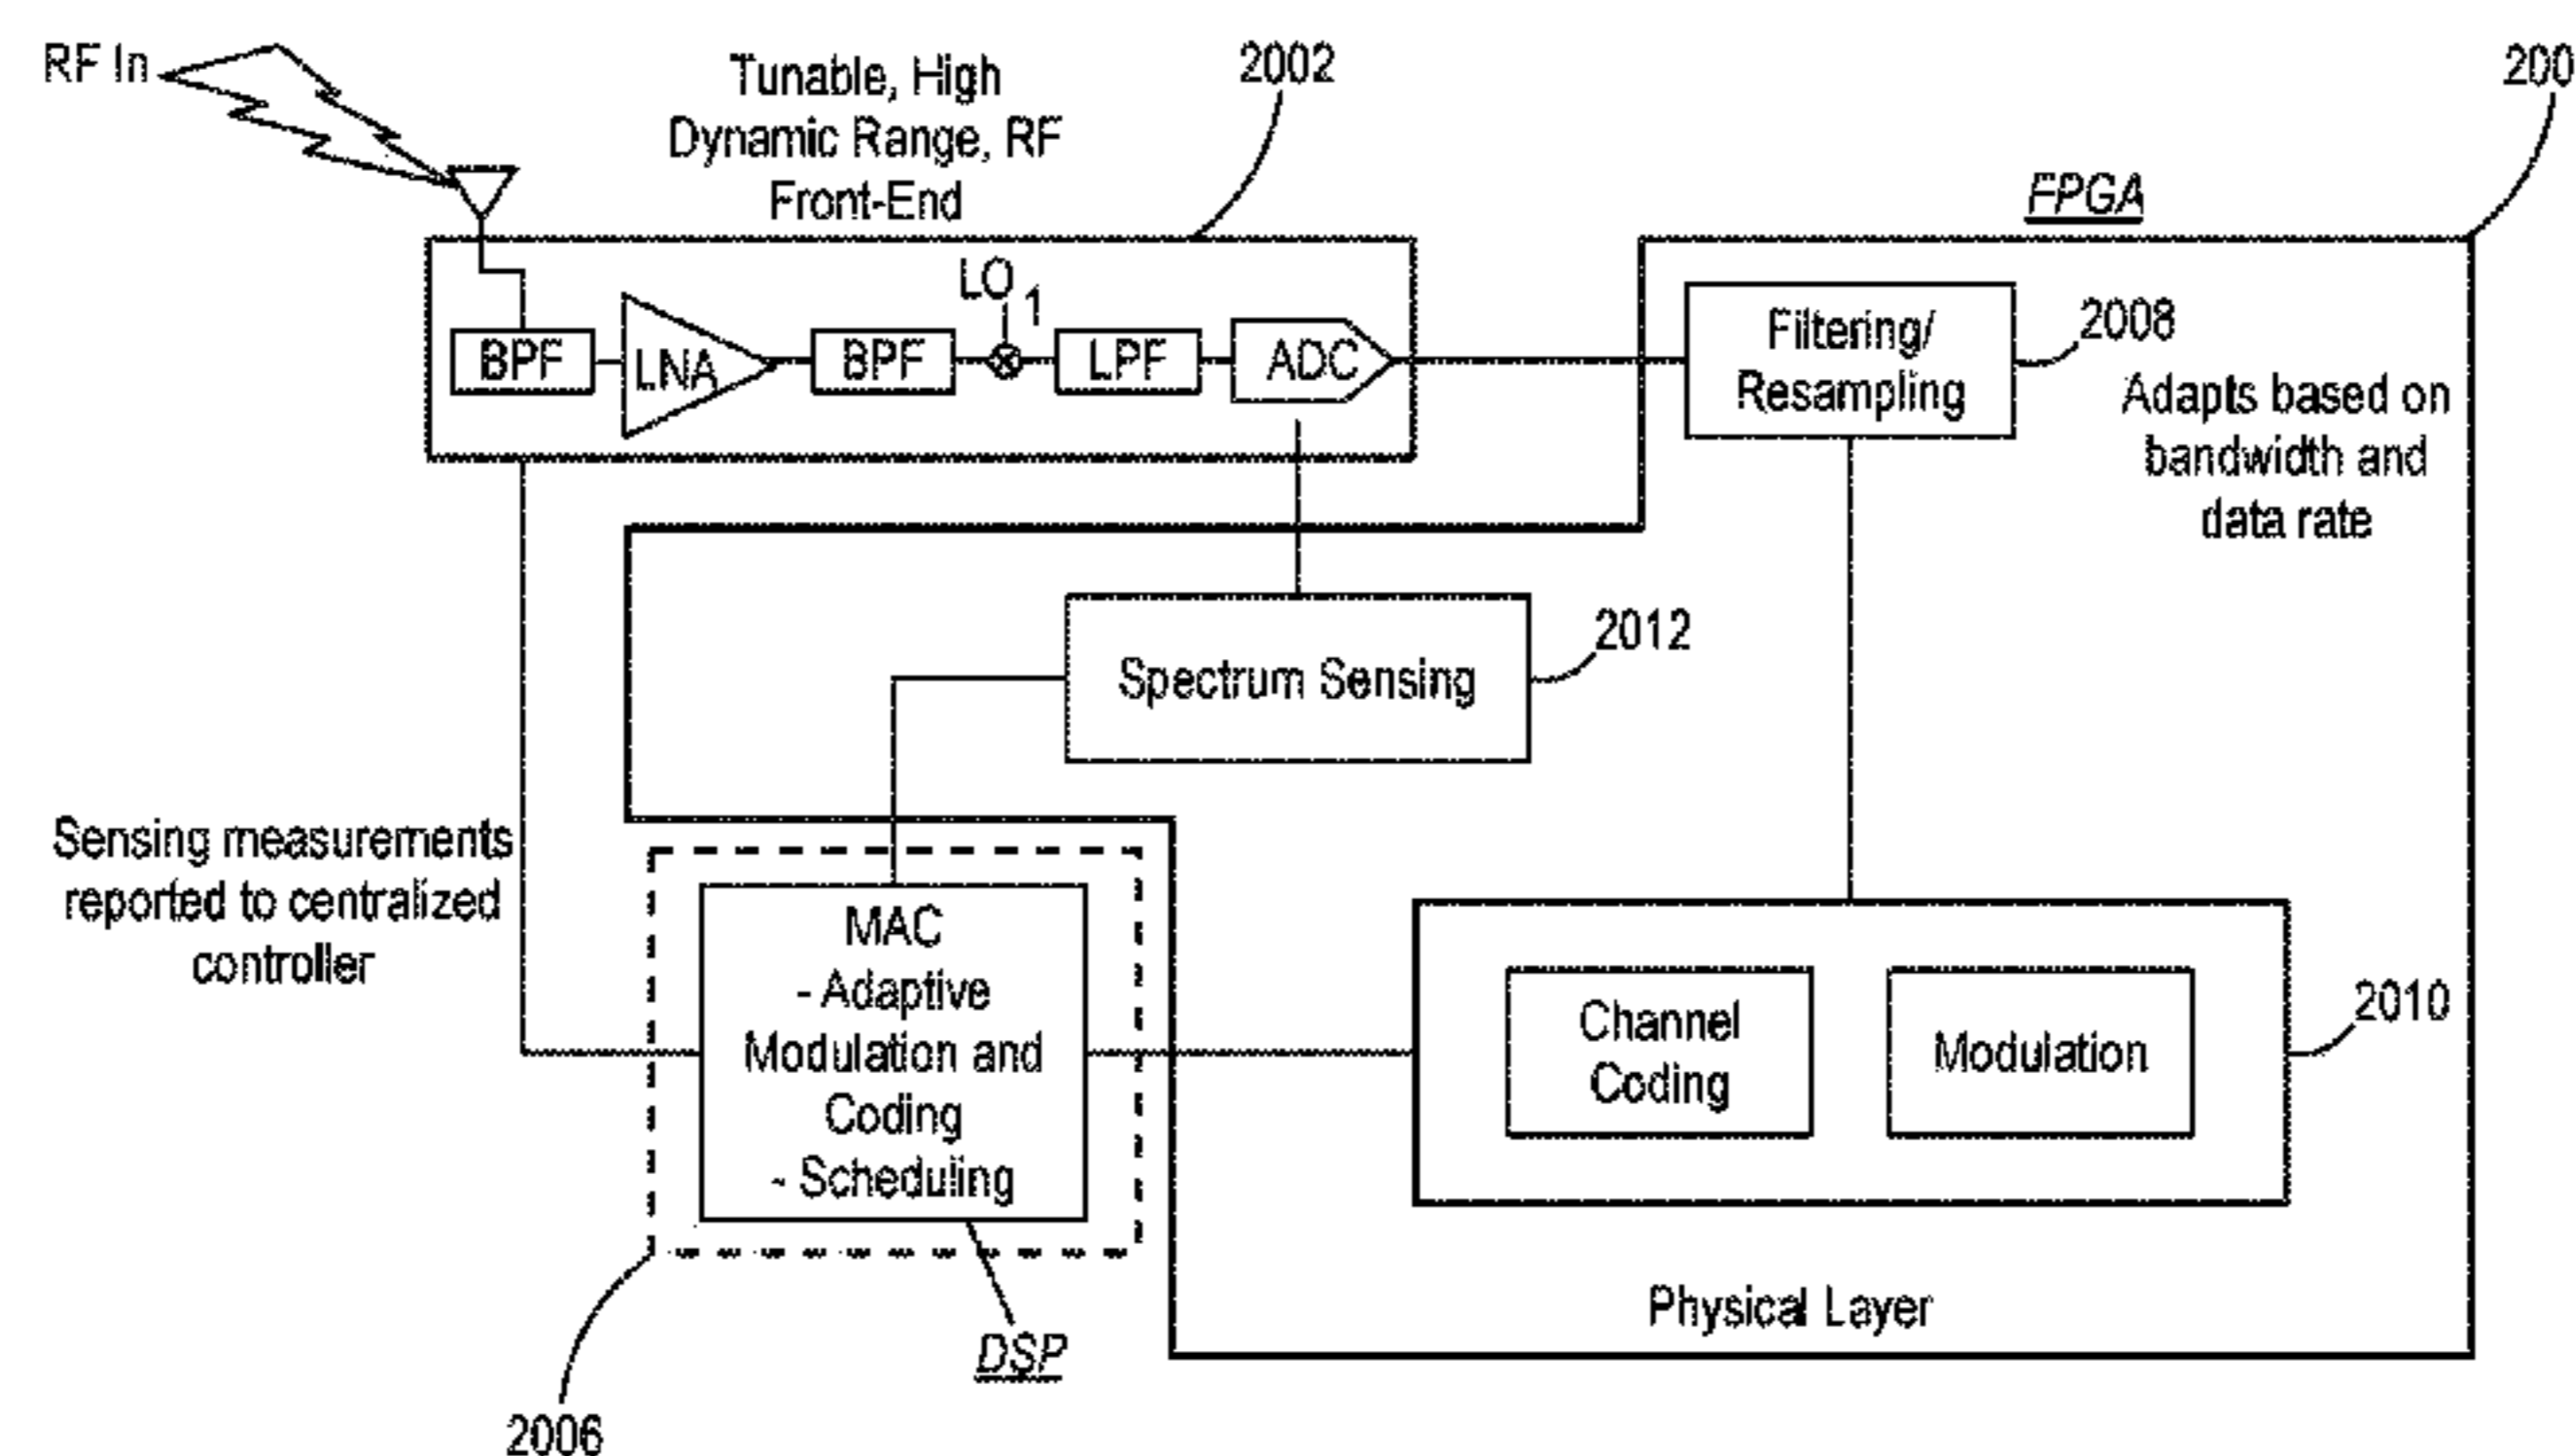 RF In
Tunable, High
Dynamic Range, RF
Front-End
2002
200
FPGA
BPF
LNA
BPF
LO 1
LPF
ADC
Filtering/
Resampling
2008
Adapts based on
bandwidth and
data rate
Spectrum Sensing
2012
Sensing measurements
reported to centralized
controller
MAC
- Adaptive
Modulation and
Coding
- Scheduling
Channel
Coding
Modulation
2010
Physical Layer
DSP
2006